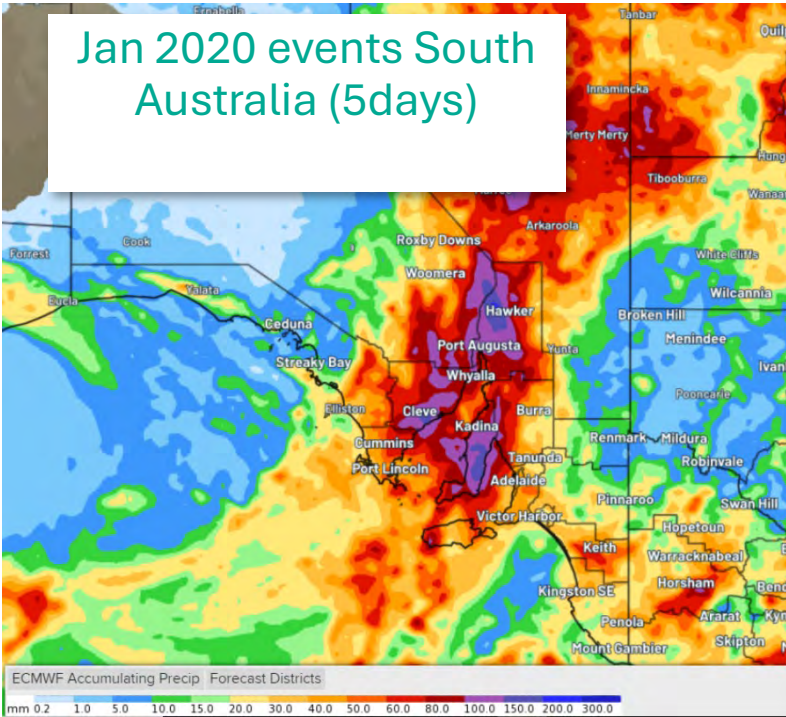 Ernabella
Jan 2020 events South
Australia (5days)
Tanbar
Innamincka
Merty Merty
Tibooburra
Arkaroola
Roxby Downs
White Cliffs
Forrest
Cook
Woomera
Wilcannia
Eucla
Yalata
Hawker
Broken Hill
Ceduna
Menindee
Port Augusta
Yunta
Streaky Bay
Whyalla
Pooncarie
Elliston
Cleve
Burra
Kadina
Cummins
Renmark
Mildura
Port Lincoln
Tanunda
Robinvale
Adelaide
Pinnaroo
Swan Hill
Victor Harbor
Hopetoun
Keith
Warracknabeal
Kingston SE
Horsham
Penola
Ararat
Mount Gambier
Skipton
ECMWF Accumulating Precip Forecast Districts
mm 0.2 1.0 5.0 10.0 15.0 20.0 30.0 40.0 50.0 60.0 80.0 100.0 150.0 200.0 300.0